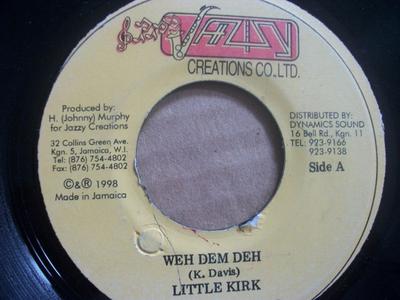 Jazzy
CREATIONS CO., LTD.
Produced by:
H. (Johnny) Murphy
for Jazzy Creations
32 Collins Green Ave.
Kgn. 5, Jamaica, W.I.
Tel: (876) 754-4802
Fax: (876) 754-4802
©&℗ 1998
Made in Jamaica
DISTRIBUTED BY:
DYNAMICS SOUND
16 Bell Rd., Kgn. 11
TEL: 923-9166
923-9138
Side A
WEH DEM DEH
(K. Davis)
LITTLE KIRK